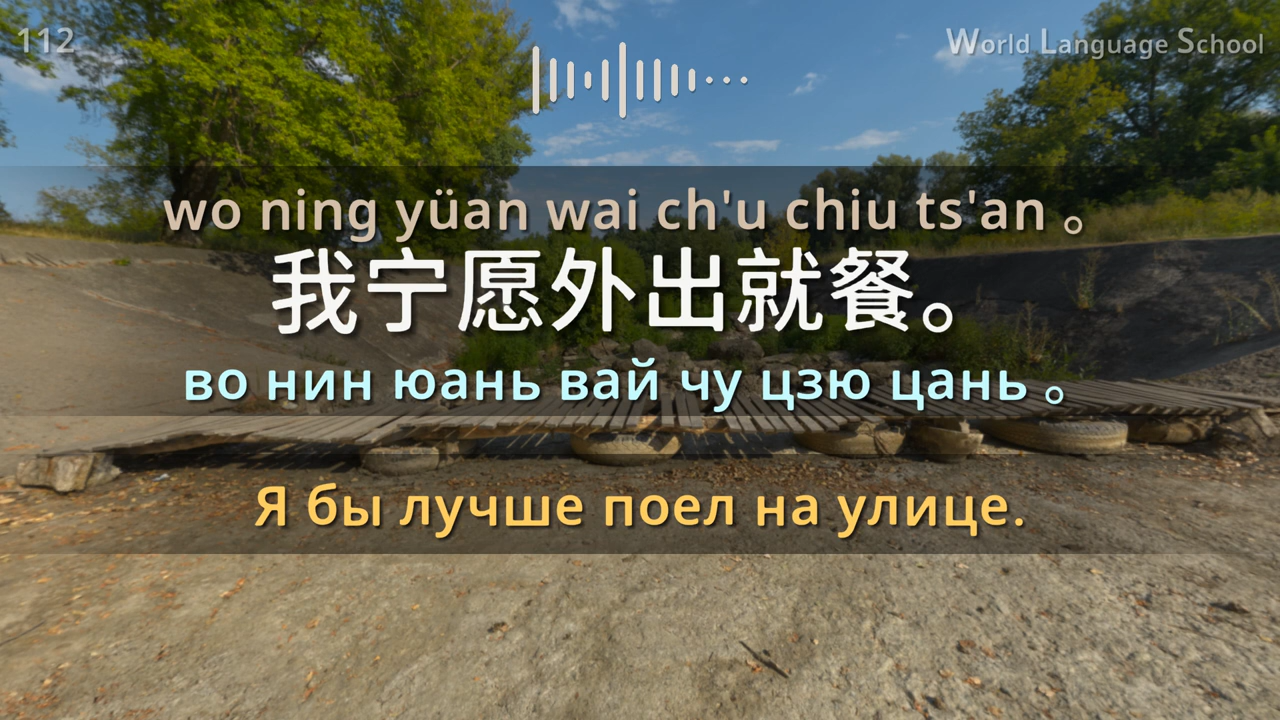 112
World Language School
wo ning yüan wai ch'u chiu ts'an 。
我宁愿外出就餐。
во нин юань вай чу цзю цань 。
Я бы лучше поел на улице.